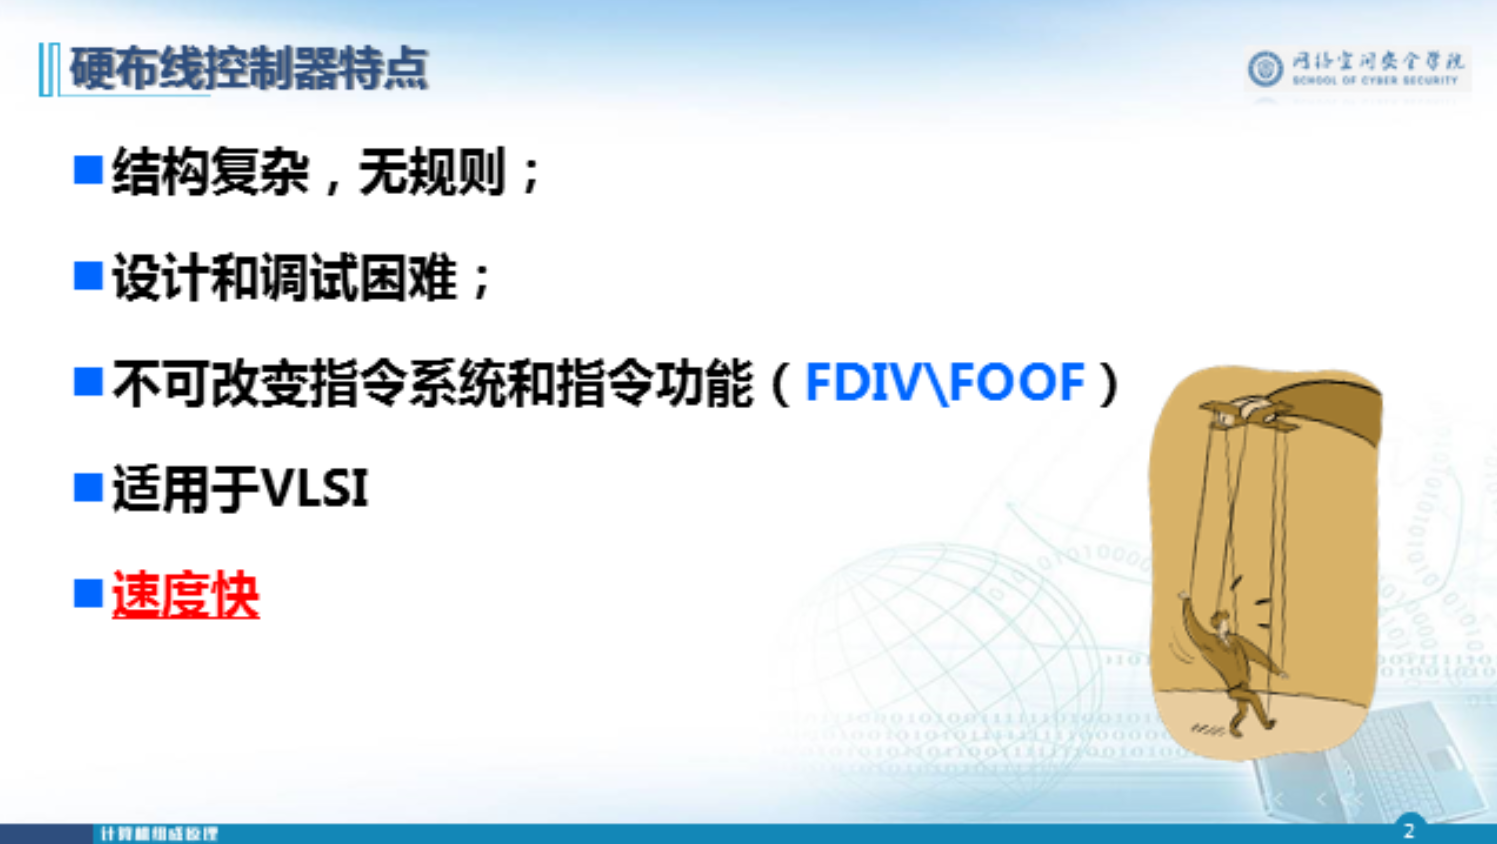 硬布线控制器特点
网络空间安全学院
SCHOOL OF CYBER SECURITY
结构复杂，无规则；
设计和调试困难；
不可改变指令系统和指令功能（FDIV\FOOF）
适用于VLSI
速度快
计算机组成原理
2